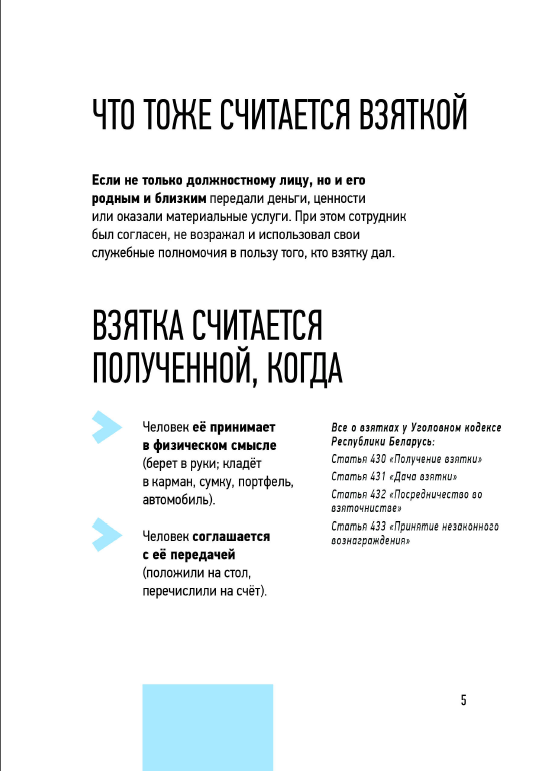 ЧТО ТОЖЕ СЧИТАЕТСЯ ВЗЯТКОЙ
Если не только должностному лицу, но и его
родным и близким передали деньги, ценности
или оказали материальные услуги. При этом сотрудник
был согласен, не возражал и использовал свои
служебные полномочия в пользу того, кто взятку дал.
ВЗЯТКА СЧИТАЕТСЯ
ПОЛУЧЕННОЙ, КОГДА
Человек её принимает
в физическом смысле
(берет в руки; кладёт
в карман, сумку, портфель,
автомобиль).
Человек соглашается
с её передачей
(положили на стол,
перечислили на счёт).
Все о взятках у Уголовном кодексе
Республики Беларусь:
Статья 430 «Получение взятки»
Статья 431 «Дача взятки»
Статья 432 «Посредничество во
взяточнистве»
Статья 433 «Принятие незаконного
вознаграждения»
5